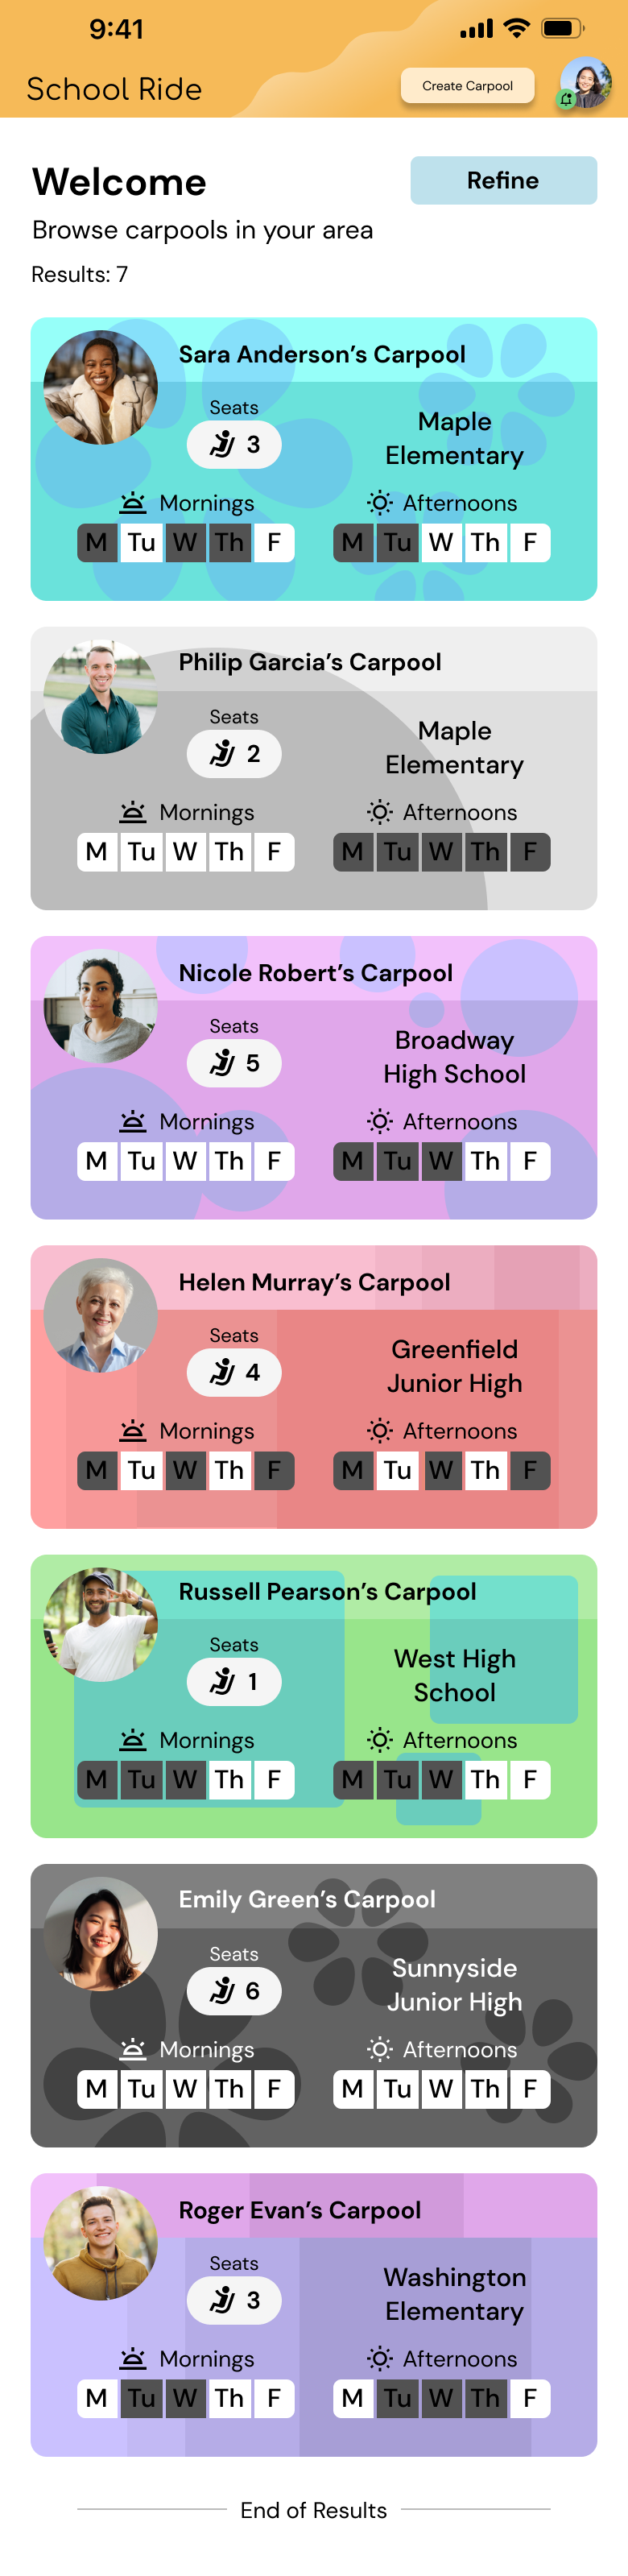 9:41
School Ride
Create Carpool
Welcome
Refine
Browse carpools in your area
Results: 7
Sara Anderson’s Carpool
Seats
3
Maple
Elementary
Mornings
Afternoons
M Tu W Th F
M Tu W Th F
Philip Garcia’s Carpool
Seats
2
Maple
Elementary
Mornings
Afternoons
M Tu W Th F
M Tu W Th F
Nicole Robert’s Carpool
Seats
5
Broadway
High School
Mornings
Afternoons
M Tu W Th F
M Tu W Th F
Helen Murray’s Carpool
Seats
4
Greenfield
Junior High
Mornings
Afternoons
M Tu W Th F
M Tu W Th F
Russell Pearson’s Carpool
Seats
1
West High
School
Mornings
Afternoons
M Tu W Th F
M Tu W Th F
Emily Green’s Carpool
Seats
6
Sunnyside
Junior High
Mornings
Afternoons
M Tu W Th F
M Tu W Th F
Roger Evan’s Carpool
Seats
3
Washington
Elementary
Mornings
Afternoons
M Tu W Th F
M Tu W Th F
End of Results